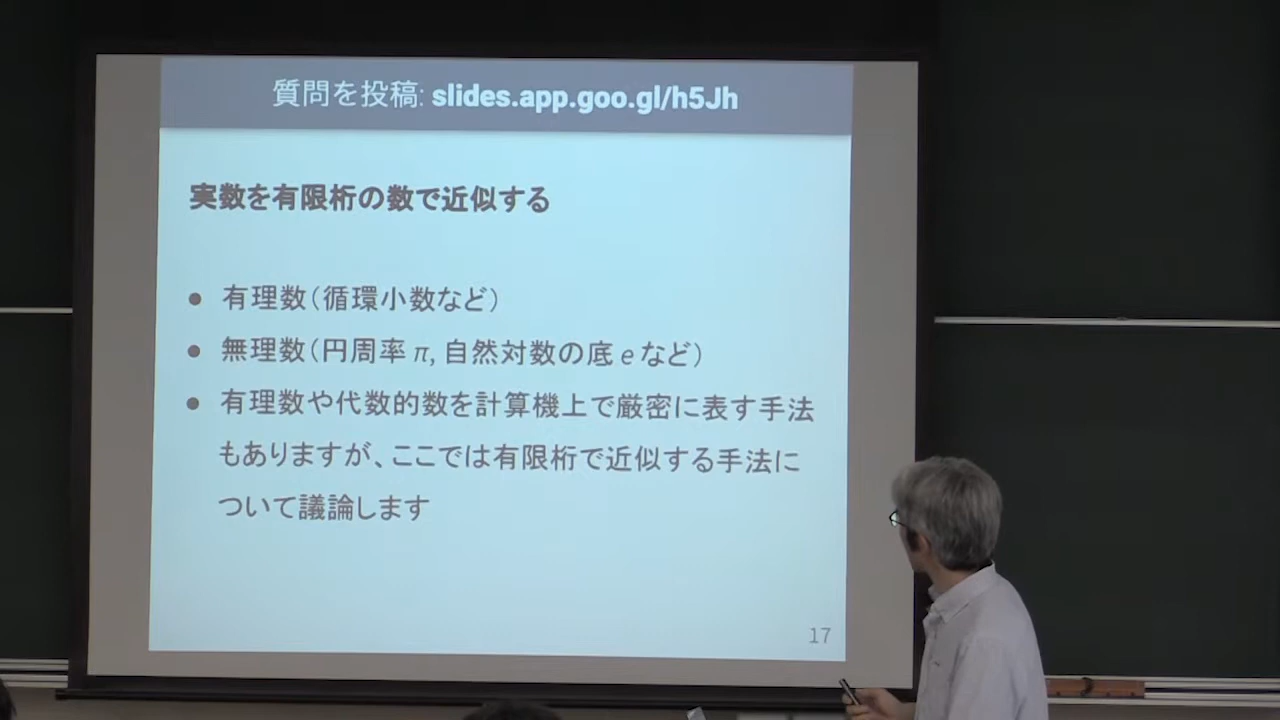 質問を投稿: slides.app.goo.gl/h5Jh
実数を有限桁の数で近似する
● 有理数（循環小数など）
● 無理数（円周率 π, 自然対数の底 e など）
● 有理数や代数的数を計算機上で厳密に表す手法
もありますが、ここでは有限桁で近似する手法に
ついて議論します
17